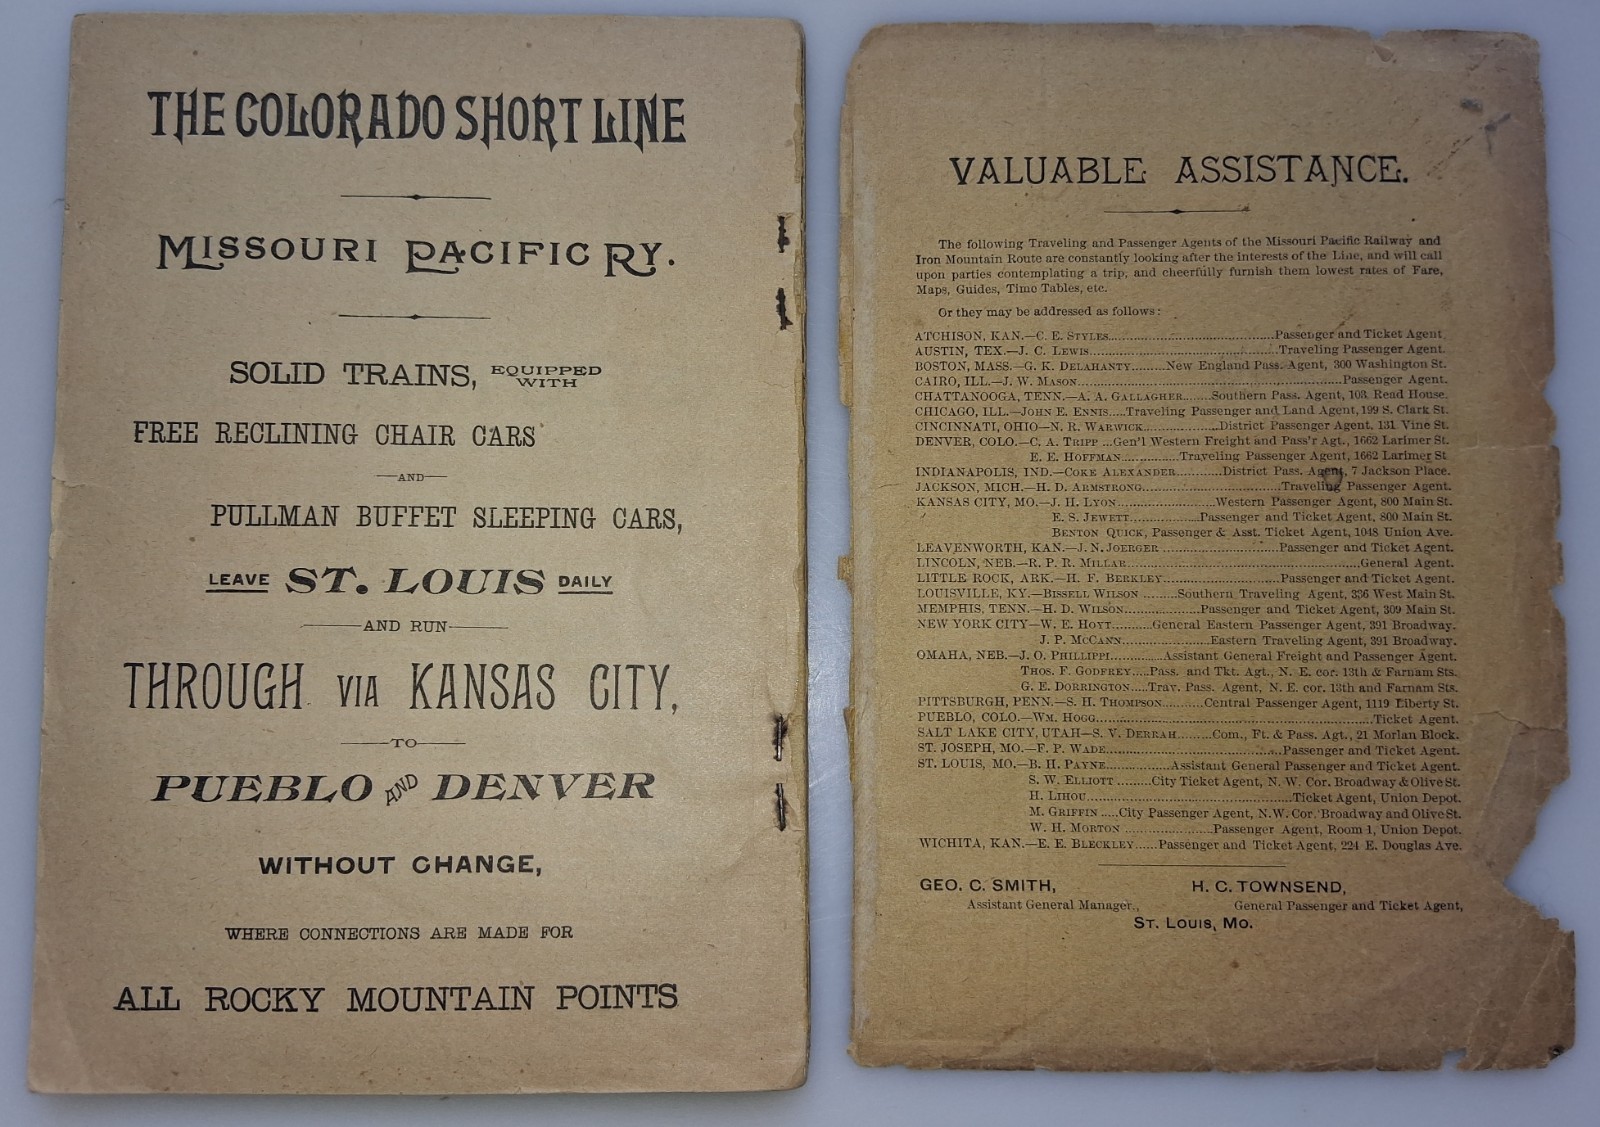 THE COLORADO SHORT LINE
MISSOURI PACIFIC RY.
SOLID TRAINS, EQUIPPED WITH
FREE RECLINING CHAIR CARS
AND
PULLMAN BUFFET SLEEPING CARS,
LEAVE ST. LOUIS DAILY
AND RUN
THROUGH VIA KANSAS CITY,
TO
PUEBLO AND DENVER
WITHOUT CHANGE,
WHERE CONNECTIONS ARE MADE FOR
ALL ROCKY MOUNTAIN POINTS
VALUABLE ASSISTANCE.
The following Traveling and Passenger Agents of the Missouri Pacific Railway and
Iron Mountain Route are constantly looking after the interests of the Line, and will call
upon parties contemplating a trip, and cheerfully furnish them lowest rates of Fare,
Maps, Guides, Time Tables, etc.
Or they may be addressed as follows:
ATCHISON, KAN.—C. E. STYLES........Passenger and Ticket Agent
AUSTIN, TEX.—J. C. LEWIS........Traveling Passenger Agent.
BOSTON, MASS.—G. K. DELAHANTY........New England Pass. Agent, 300 Washington St.
CAIRO, ILL.—J. W. MASON........Passenger Agent.
CHATTANOOGA, TENN.—A. A. GALLAGHER.......Southern Pass. Agent, 103 Read House.
CHICAGO, ILL.—JOHN E. ENNIS.....Traveling Passenger and Land Agent, 199 S. Clark St.
CINCINNATI, OHIO—N. R. WARWICK........District Passenger Agent, 131 Vine St.
DENVER, COLO.—C. A. TRIPP ...Gen'l Western Freight and Pass'r Agt., 1662 Larimer St.
E. E. HOFFMAN........Traveling Passenger Agent, 1662 Larimer St
INDIANAPOLIS, IND.—COKE ALEXANDER........District Pass. Agent, 7 Jackson Place.
JACKSON, MICH.—H. D. ARMSTRONG........Traveling Passenger Agent.
KANSAS CITY, MO.—J. H. LYON........Western Passenger Agent, 800 Main St.
E. S. JEWETT........Passenger and Ticket Agent, 800 Main St.
BENTON QUICK, Passenger & Asst. Ticket Agent, 1048 Union Ave.
LEAVENWORTH, KAN.—J. N. JOERGER ........Passenger and Ticket Agent.
LINCOLN, NEB.—R. P. R. MILLAR........General Agent.
LITTLE ROCK, ARK.—H. F. BERKLEY........Passenger and Ticket Agent.
LOUISVILLE, KY.—BISSELL WILSON ........Southern Traveling Agent, 336 West Main St.
MEMPHIS, TENN.—H. D. WILSON........Passenger and Ticket Agent, 309 Main St.
NEW YORK CITY—W. E. HOYT........General Eastern Passenger Agent, 391 Broadway.
J. P. MCCANN........Eastern Traveling Agent, 391 Broadway.
OMAHA, NEB.—J. O. PHILLIPPI........Assistant General Freight and Passenger Agent.
THOS. F. GODFREY.....Pass. and Tkt. Agt., N. E. cor. 13th & Farnam Sts.
G. E. DORRINGTON.....Trav. Pass. Agent, N. E. cor. 13th and Farnam Sts.
PITTSBURGH, PENN.—S. H. THOMPSON........Central Passenger Agent, 1119 Liberty St.
PUEBLO, COLO.—WM. HOGG........Ticket Agent.
SALT LAKE CITY, UTAH—S. V. DERRAH........Com., Ft. & Pass. Agt., 21 Morlan Block.
ST. JOSEPH, MO.—F. P. WADE........Passenger and Ticket Agent.
ST. LOUIS, MO.—B. H. PAYNE........Assistant General Passenger and Ticket Agent.
S. W. ELLIOTT ........City Ticket Agent, N. W. Cor. Broadway & Olive St.
H. LIHOU........Ticket Agent, Union Depot.
M. GRIFFIN .....City Passenger Agent, N.W. Cor. Broadway and Olive St.
W. H. MORTON ........Passenger Agent, Room 1, Union Depot.
WICHITA, KAN.—E. E. BLECKLEY......Passenger and Ticket Agent, 224 E. Douglas Ave.
GEO. C. SMITH, H. C. TOWNSEND,
Assistant General Manager., General Passenger and Ticket Agent,
ST. LOUIS, MO.